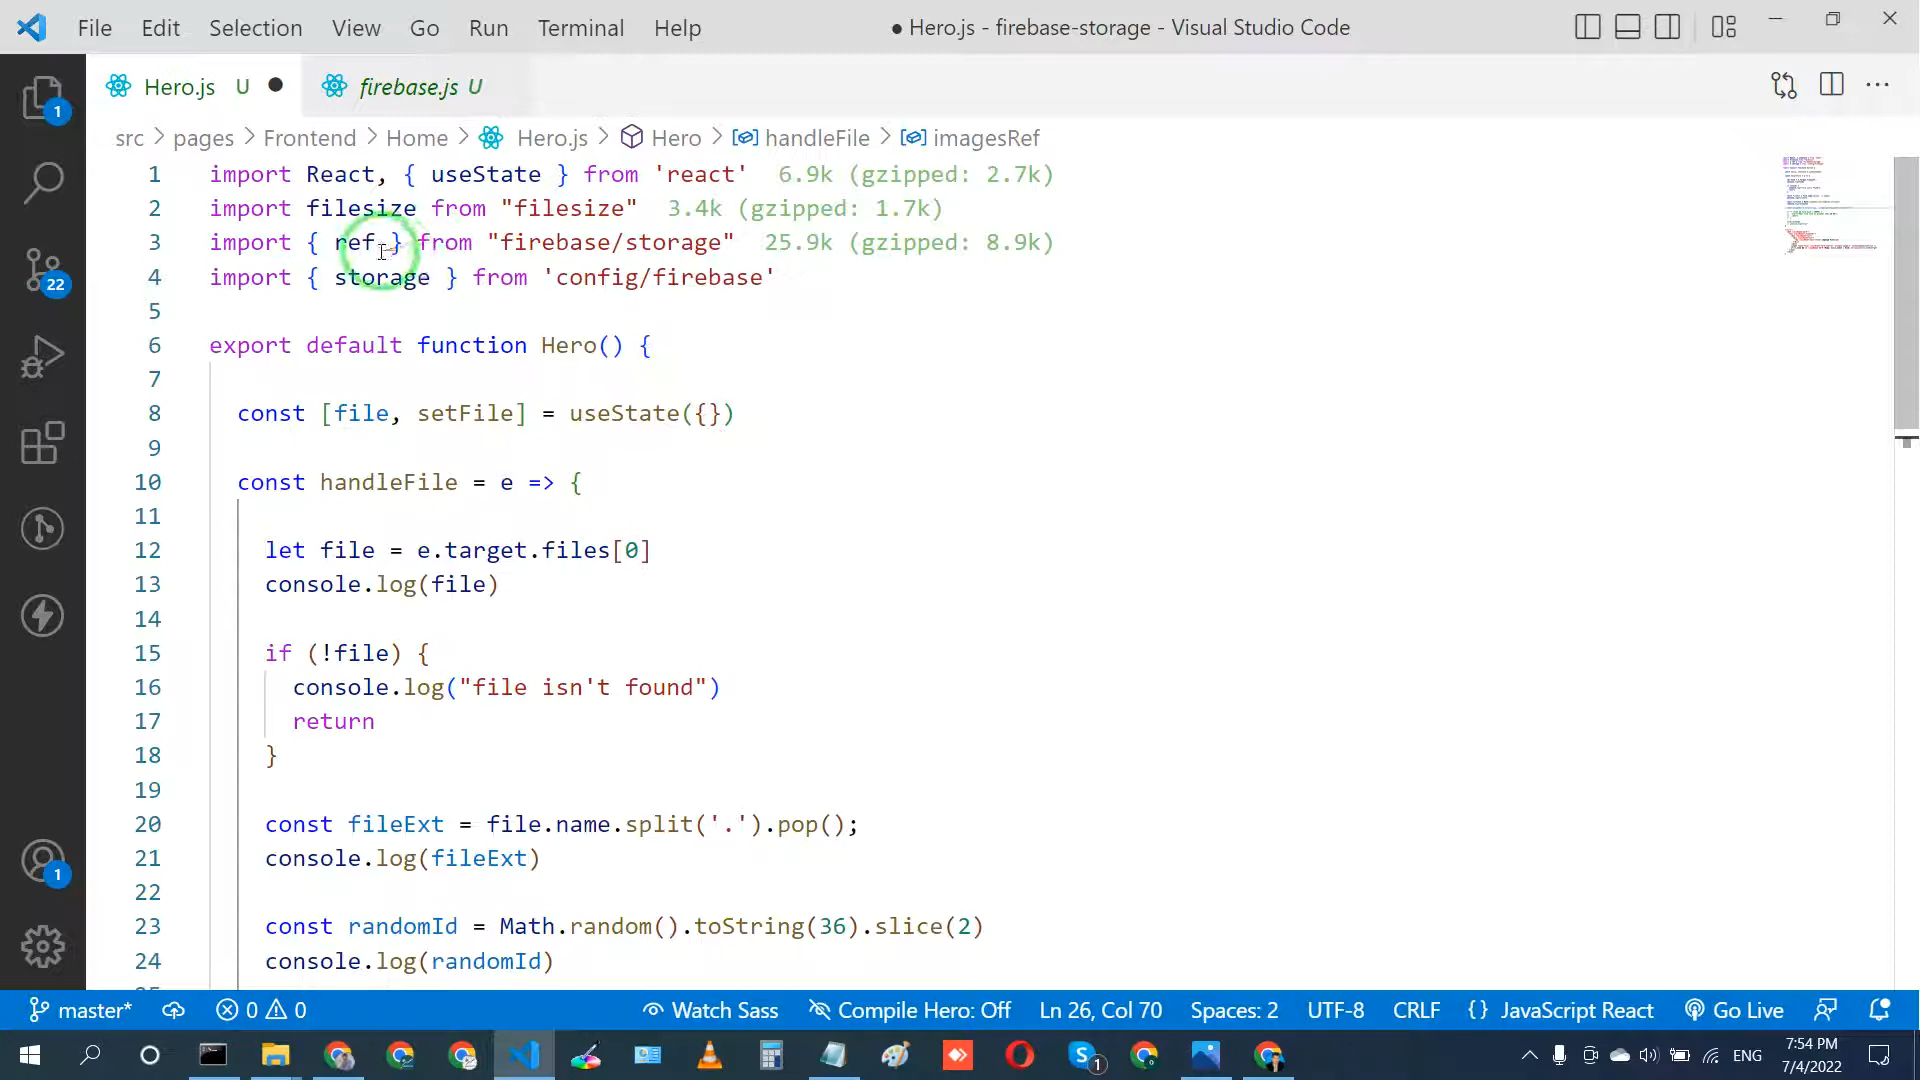 File Edit Selection View Go Run Terminal Help ● Hero.js - firebase-storage - Visual Studio Code
Hero.js U ● firebase.js U
src > pages > Frontend > Home > Hero.js > Hero > handleFile > imagesRef
1 import React, { useState } from 'react' 6.9k (gzipped: 2.7k)
2 import filesize from "filesize" 3.4k (gzipped: 1.7k)
3 import { ref } from "firebase/storage" 25.9k (gzipped: 8.9k)
4 import { storage } from 'config/firebase'
5
6 export default function Hero() {
7
8 const [file, setFile] = useState({})
9
10 const handleFile = e => {
11
12 let file = e.target.files[0]
13 console.log(file)
14
15 if (!file) {
16 console.log("file isn't found")
17 return
18 }
19
20 const fileExt = file.name.split('.').pop();
21 console.log(fileExt)
22
23 const randomId = Math.random().toString(36).slice(2)
24 console.log(randomId)
1
22
1
master* 0 0 Watch Sass Compile Hero: Off Ln 26, Col 70 Spaces: 2 UTF-8 CRLF {} JavaScript React Go Live
1 ENG 7:54 PM
7/4/2022